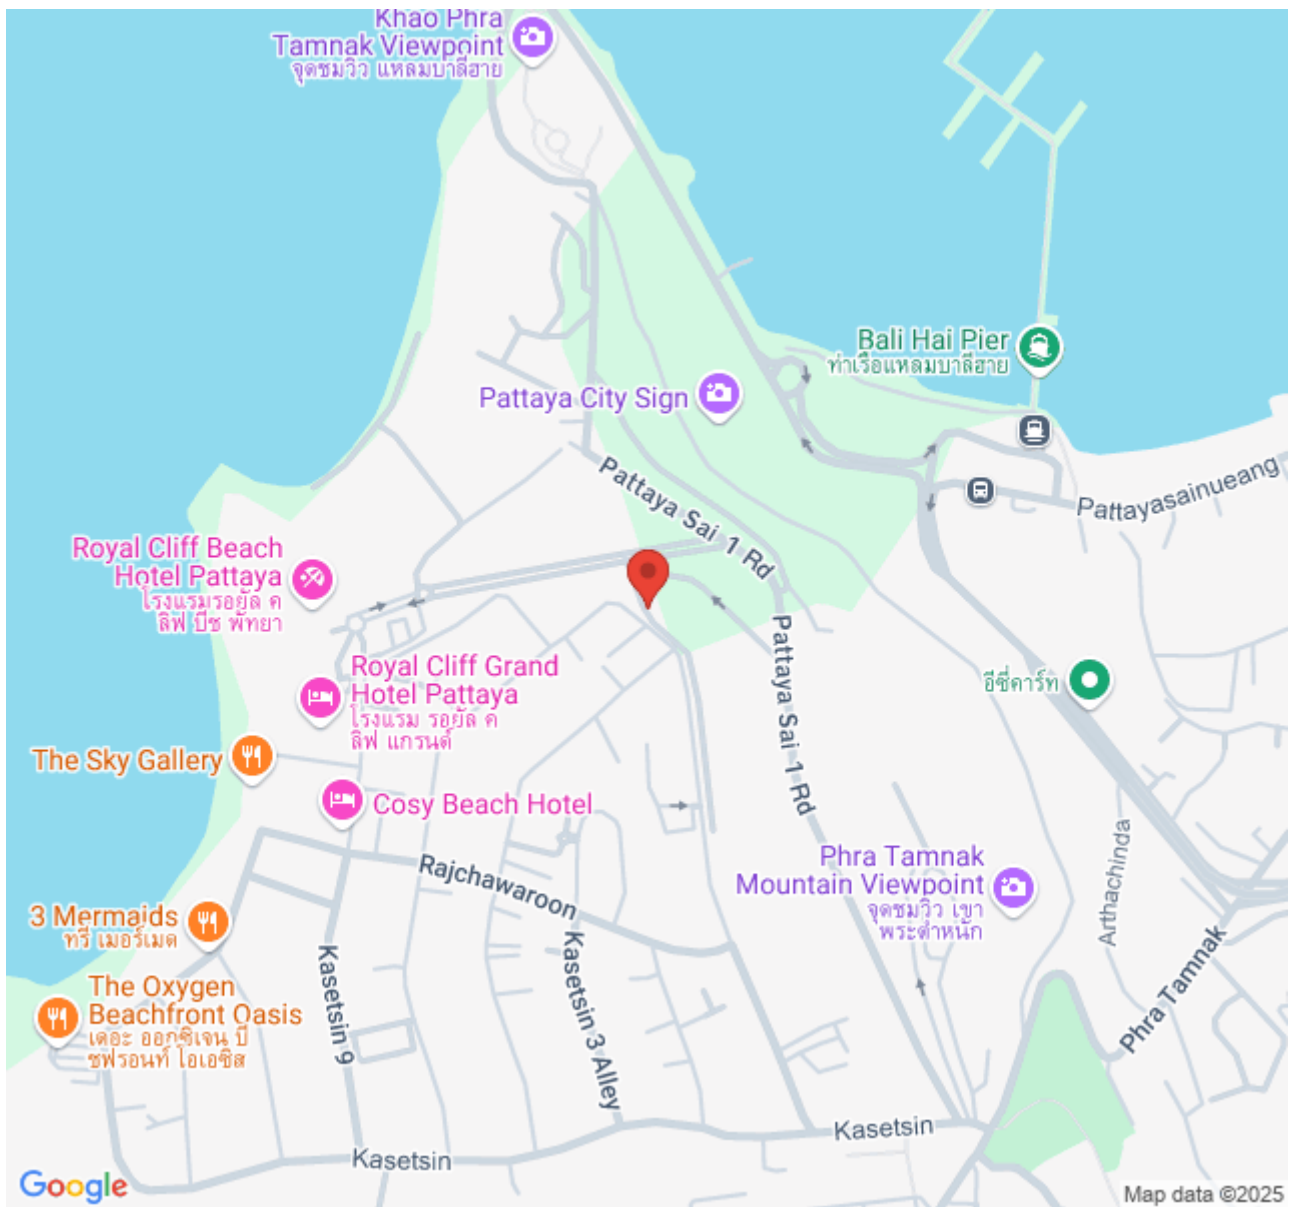 Khao Phra
Tamnak Viewpoint
จุดชมวิว แหลมบาลีฮาย
Bali Hai Pier
ท่าเรือแหลมบาลีฮาย
Pattaya City Sign
Pattaya Sai 1 Rd
Pattayasainueang
Royal Cliff Beach
Hotel Pattaya
โรงแรมรอยัล ค
ลิฟ บีช พัทยา
Royal Cliff Grand
Hotel Pattaya
โรงแรม รอยัล ค
ลิฟ แกรนด์
อีซี่คาร์ท
Pattaya Sai 1 Rd
The Sky Gallery
Cosy Beach Hotel
Rajchawaroon
Phra Tamnak
Mountain Viewpoint
จุดชมวิว เขา
พระตำหนัก
Arthachinda
3 Mermaids
ทรี เมอร์เมด
Kasetsin 9
Kasetsin 3 Alley
Phra Tamnak
The Oxygen
Beachfront Oasis
เดอะ ออกซิเจน บี
ชฟรอนท์ โอเอซิส
Kasetsin
Kasetsin
Google
Map data ©2025